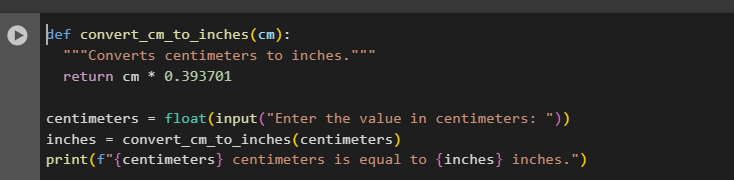 def convert_cm_to_inches(cm):
  """Converts centimeters to inches."""
  return cm * 0.393701

centimeters = float(input("Enter the value in centimeters: "))
inches = convert_cm_to_inches(centimeters)
print(f"{centimeters} centimeters is equal to {inches} inches.")